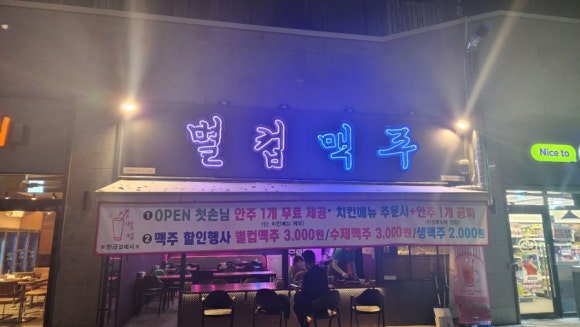 별컵맥주
Nice to
① OPEN 첫손님 안주 1개 무료 제공* 치킨메뉴 주문시+안주 1개 공짜
② 맥주 할인행사 별컵맥주 3,000원/수제맥주 3,000원/생맥주 2,000원